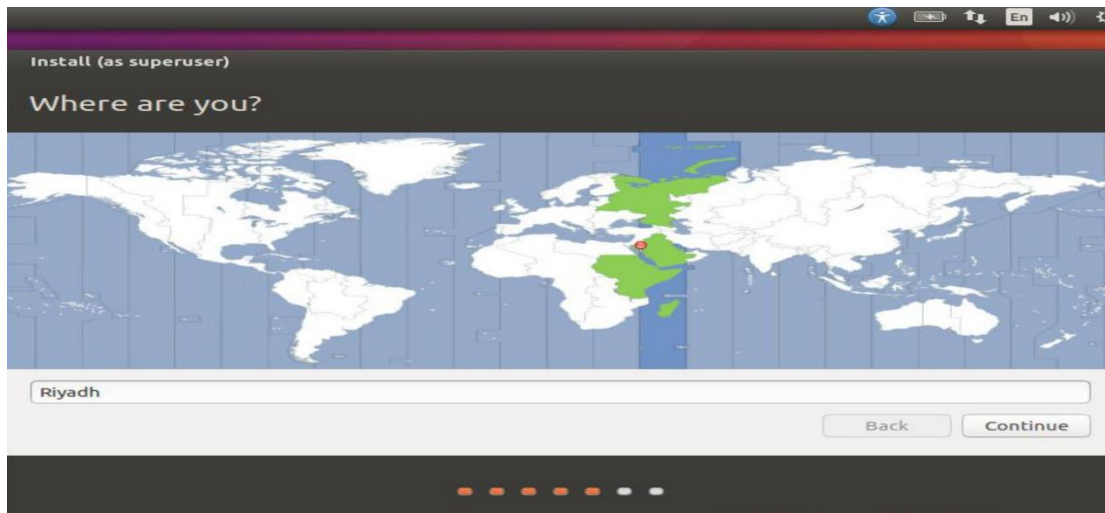 En
Install (as superuser)
Where are you?
Riyadh
Back Continue